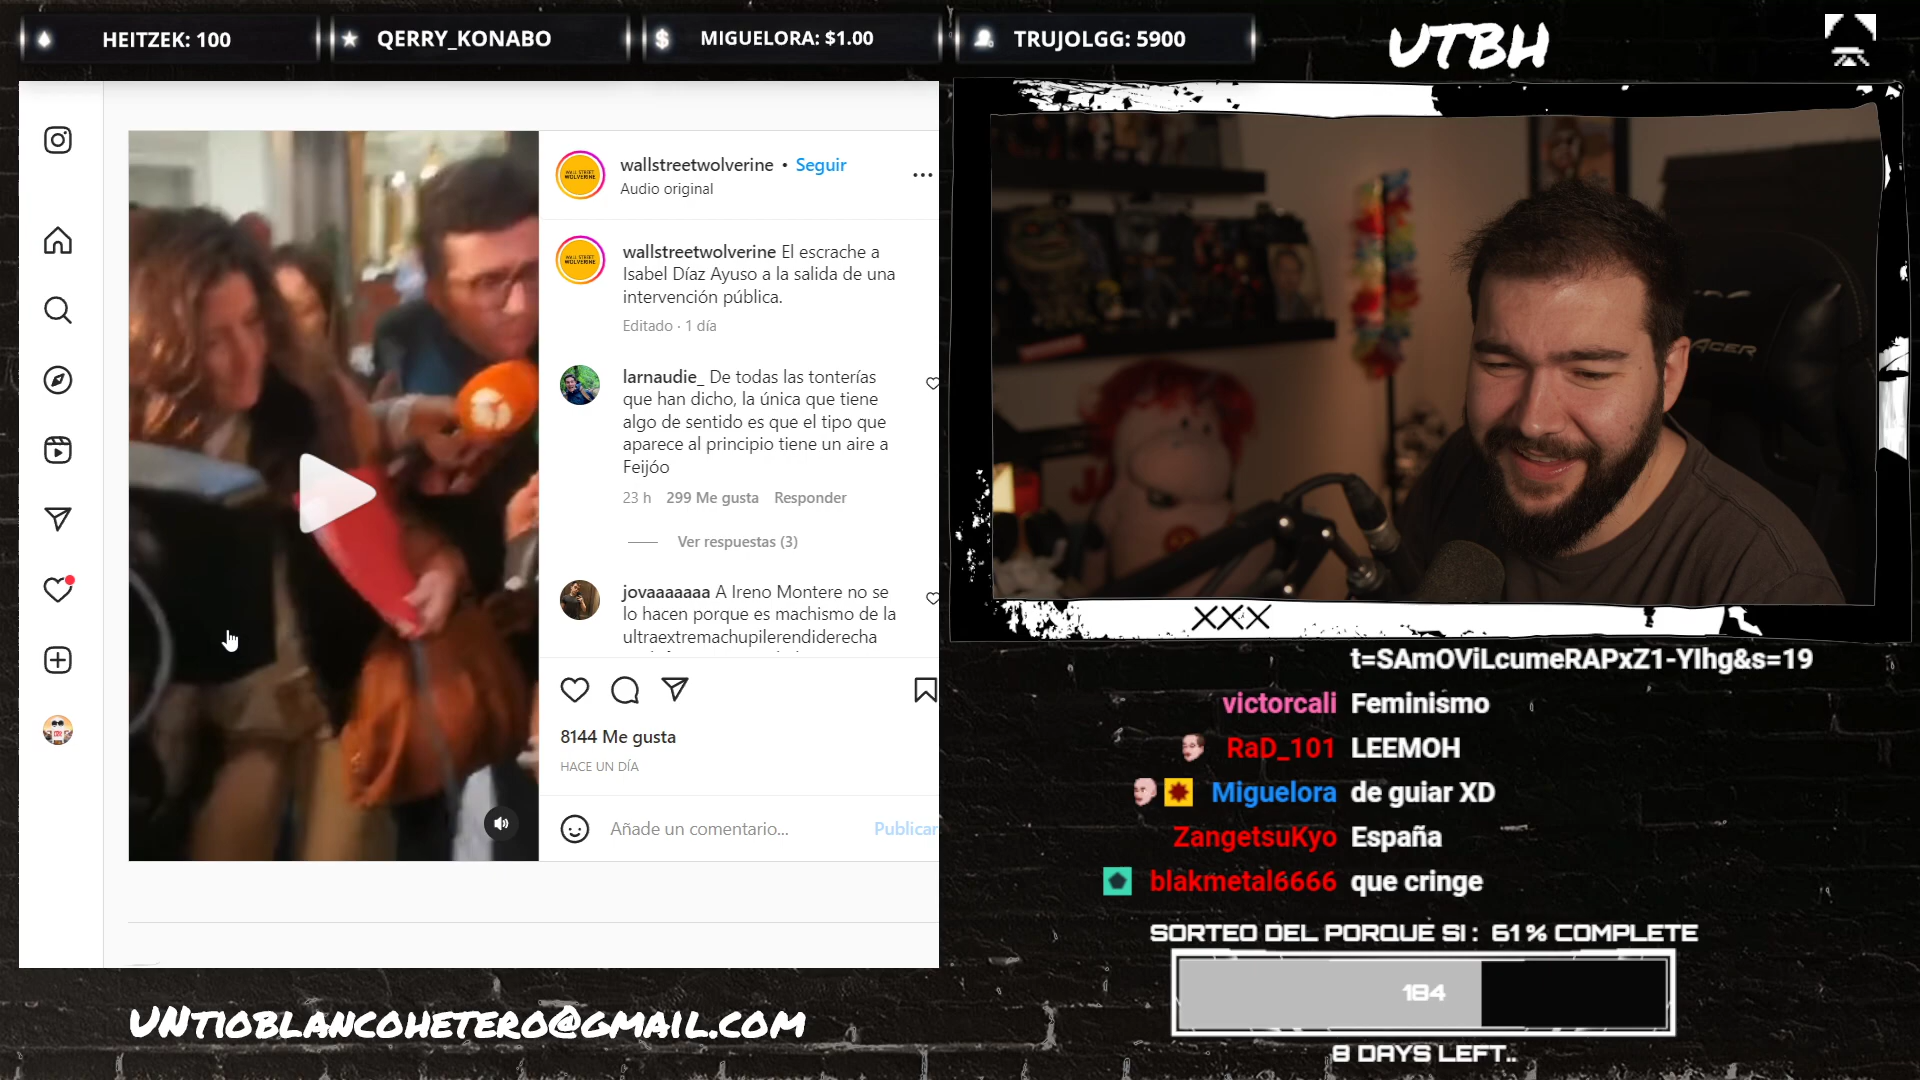 HEITZEK: 100
QERRY_KONABO
MIGUELORA: $1.00
TRUJOLGG: 5900
UTBH
wallstreetwolverine • Seguir
Audio original
wallstreetwolverine El escrache a
Isabel Díaz Ayuso a la salida de una
intervención pública.
Editado · 1 día
larnaudie_ De todas las tonterías
que han dicho, la única que tiene
algo de sentido es que el tipo que
aparece al principio tiene un aire a
Feijóo
23 h 299 Me gusta Responder
Ver respuestas (3)
jovaaaaaaa A Ireno Montere no se
lo hacen porque es machismo de la
ultraextremachupilerendiderecha
8144 Me gusta
HACE UN DÍA
Añade un comentario...
Publicar
ACER
XXX
t=SAmOViLcumeRAPxZ1-YIhg&s=19
victorcali Feminismo
RaD_101 LEEMOH
Miguelora de guiar XD
ZangetsuKyo España
blakmetal6666 que cringe
SORTEO DEL PORQUE SI : 61% COMPLETE
184
8 DAYS LEFT..
UNTIOBLANCOHETERO@GMAIL.COM